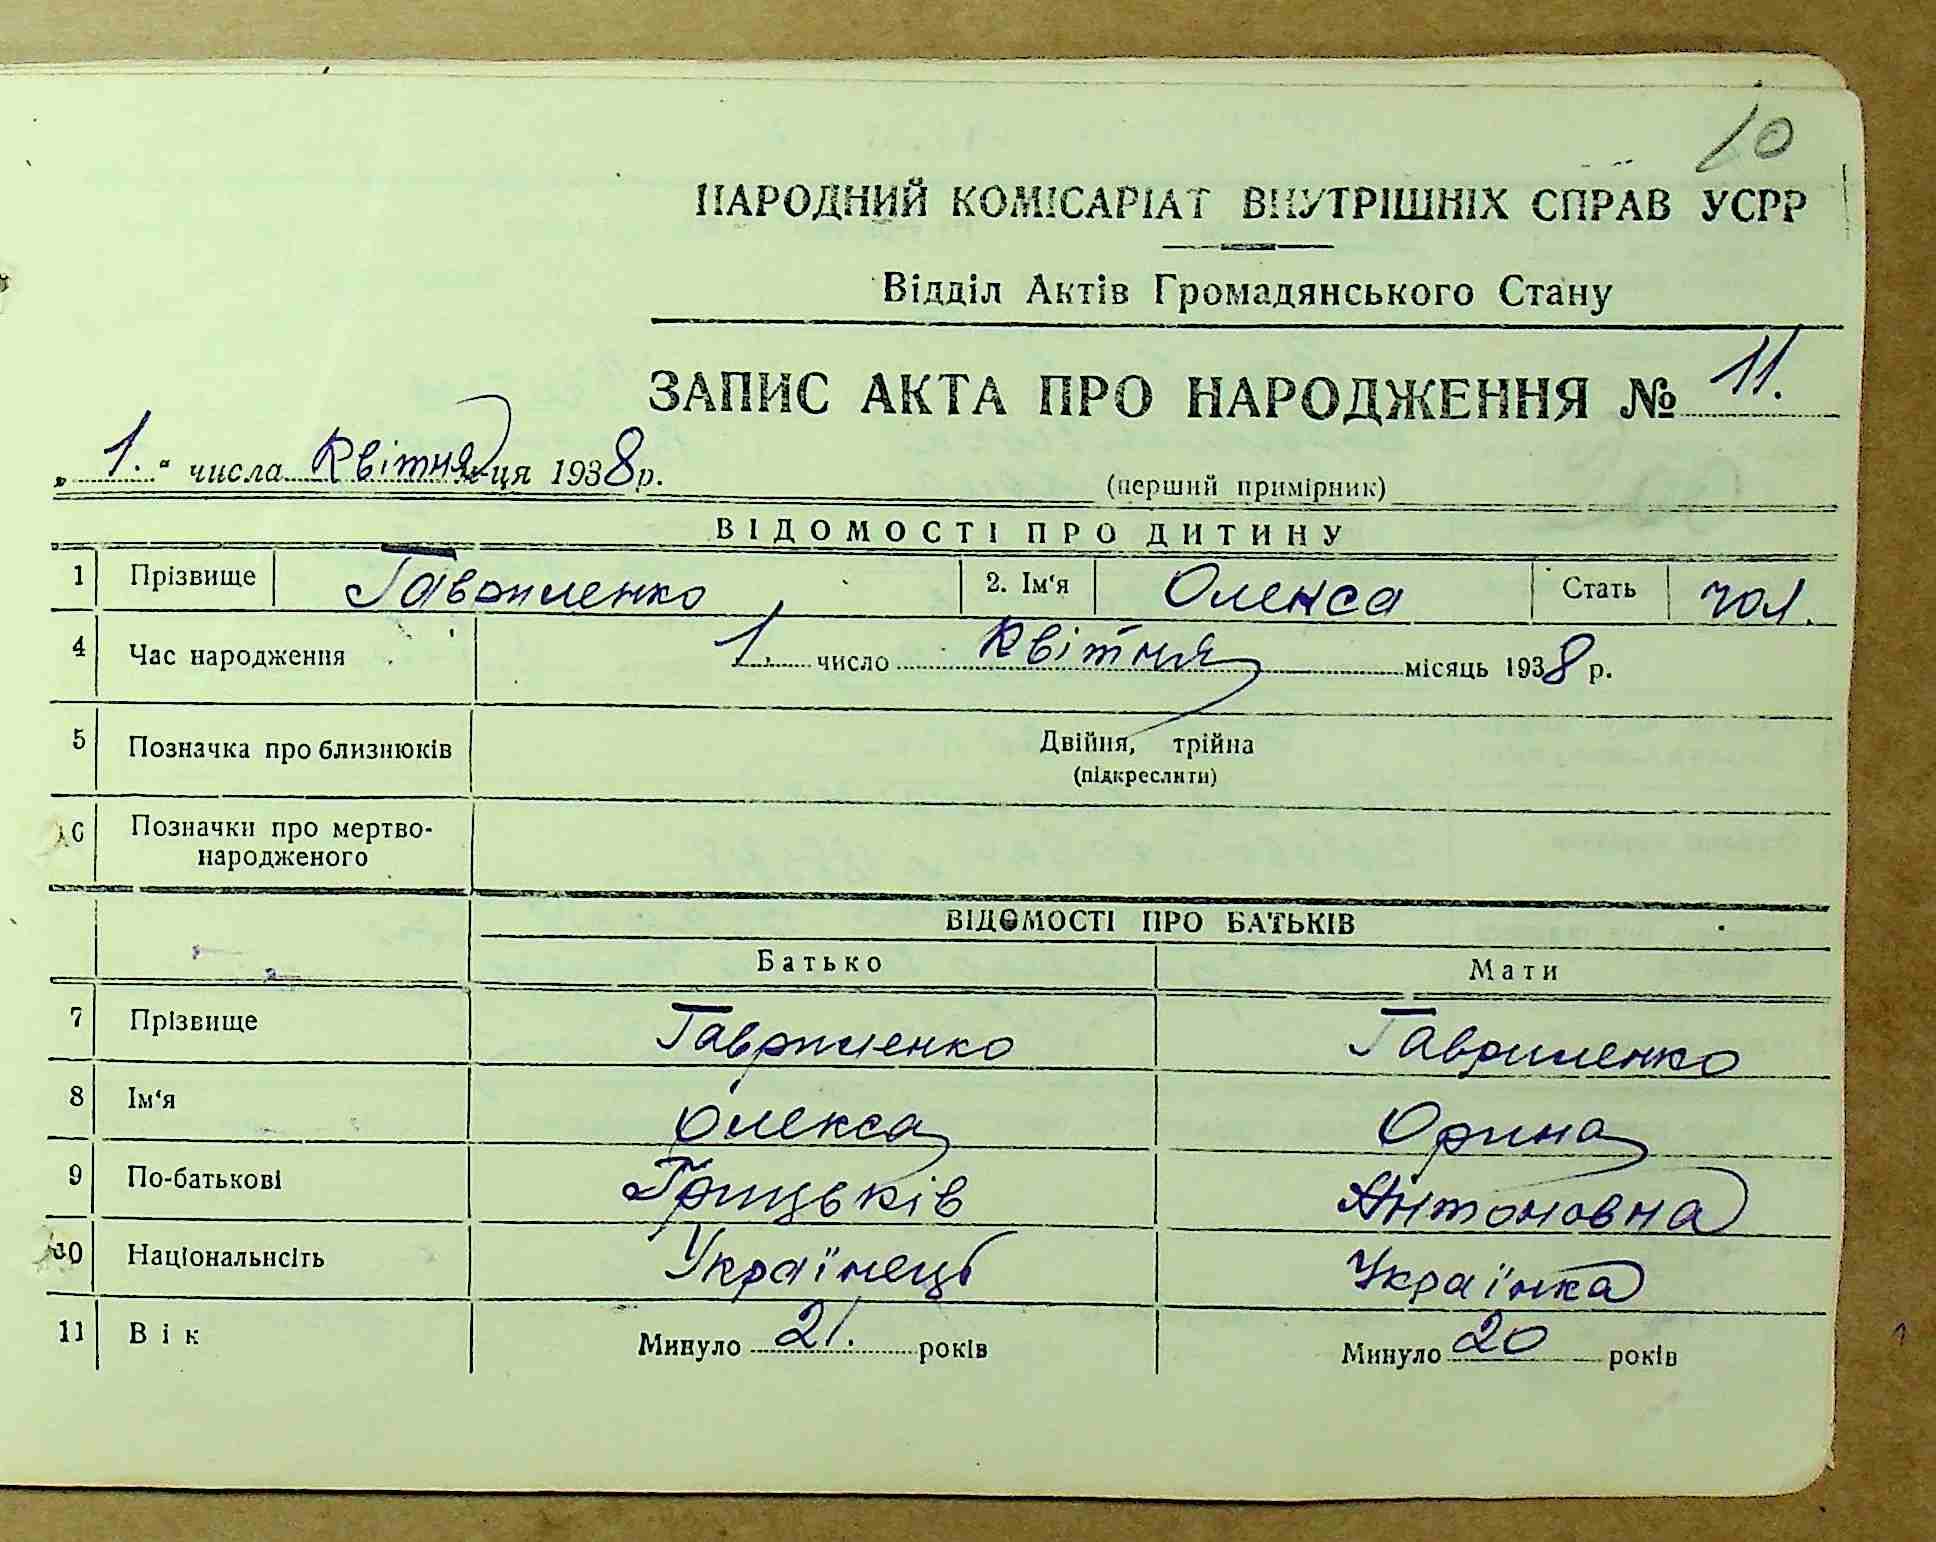 10
НАРОДНИЙ КОМІСАРІАТ ВНУТРІШНІХ СПРАВ УСРР
Відділ Актів Громадянського Стану
ЗАПИС АКТА ПРО НАРОДЖЕННЯ № 11.
„ 1. “ числа Квітня м-ця 1938 р.
(перший примірник)
ВІДОМОСТІ ПРО ДИТИНУ
1 Прізвище Гавриленко 2. Ім‘я Олекса Стать чол.
4 Час народження 1. число Квітня місяць 1938 р.
5 Позначка про близнюків Двійня, трійна
(підкреслити)
6 Позначки про мертво-
народженого
ВІДОМОСТІ ПРО БАТЬКІВ
Батько Мати
7 Прізвище Гавриленко Гавриленко
8 Ім‘я Олекса Орина
9 По-батькові Грицьків Антоновна
10 Національнсіть Українець Українка
11 Вік Минуло 21. років Минуло 20 років